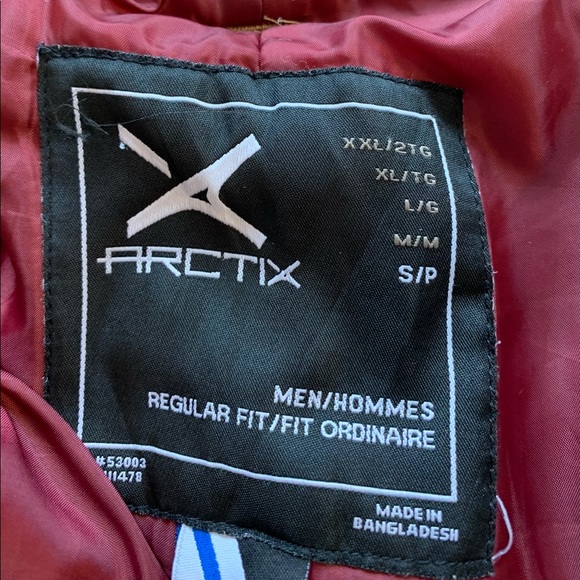 ARCTIX
XXL/2TG
XL/TG
L/G
M/M
S/P
MEN/HOMMES
REGULAR FIT/FIT ORDINAIRE
#53003
MADE IN
BANGLADESH